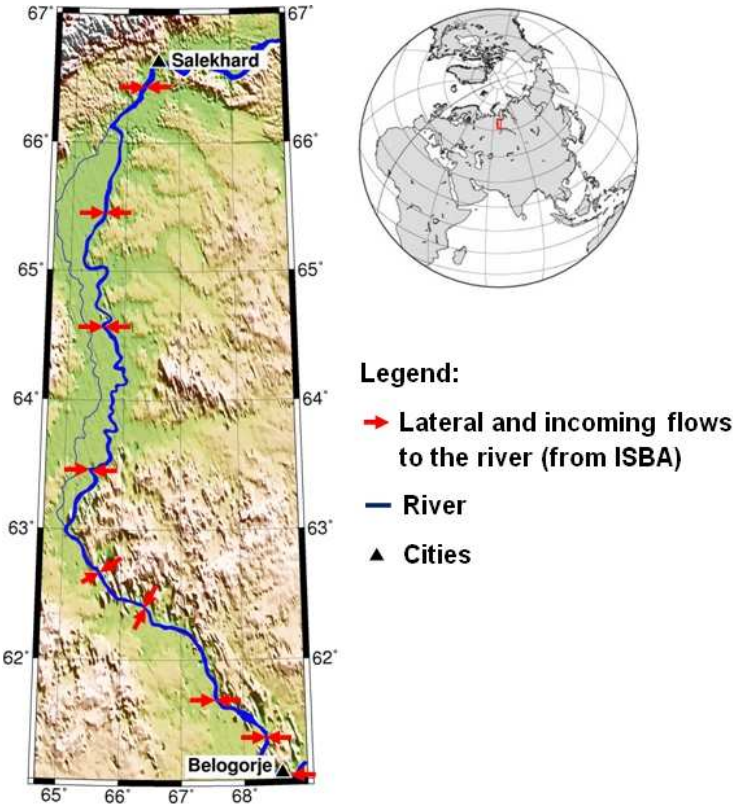 67°
67°
Salekhard
66°
66°
65°
65°
64°
64°
63°
63°
62°
62°
Belogorje
65° 66° 67° 68°
Legend:
Lateral and incoming flows
to the river (from ISBA)
River
Cities